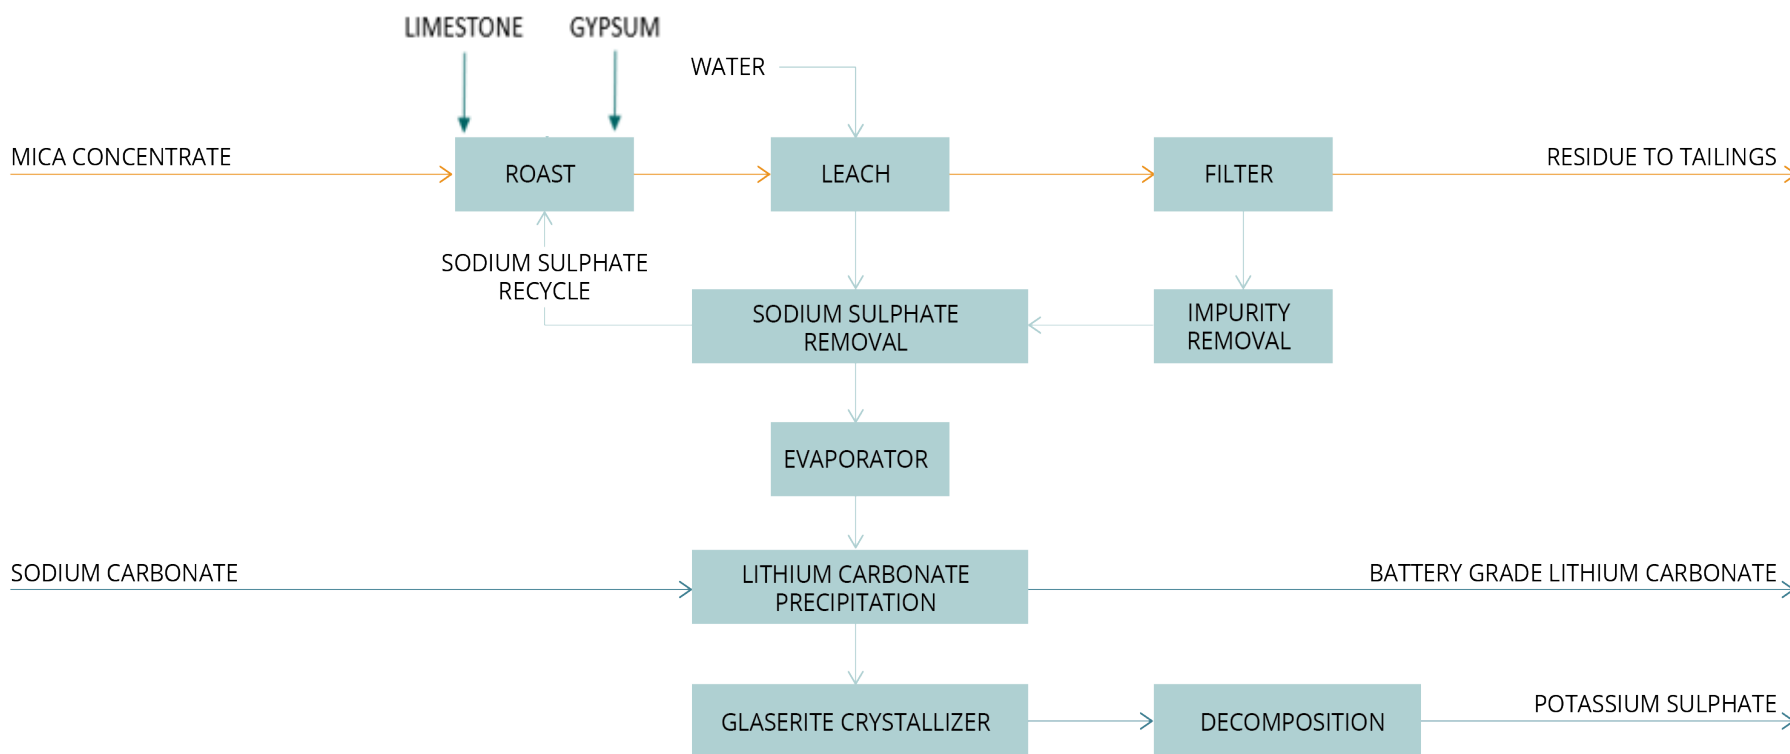 LIMESTONE
GYPSUM
WATER
MICA CONCENTRATE
ROAST
LEACH
FILTER
RESIDUE TO TAILINGS
SODIUM SULPHATE
RECYCLE
SODIUM SULPHATE
REMOVAL
IMPURITY
REMOVAL
EVAPORATOR
SODIUM CARBONATE
LITHIUM CARBONATE
PRECIPITATION
BATTERY GRADE LITHIUM CARBONATE
GLASERITE CRYSTALLIZER
DECOMPOSITION
POTASSIUM SULPHATE